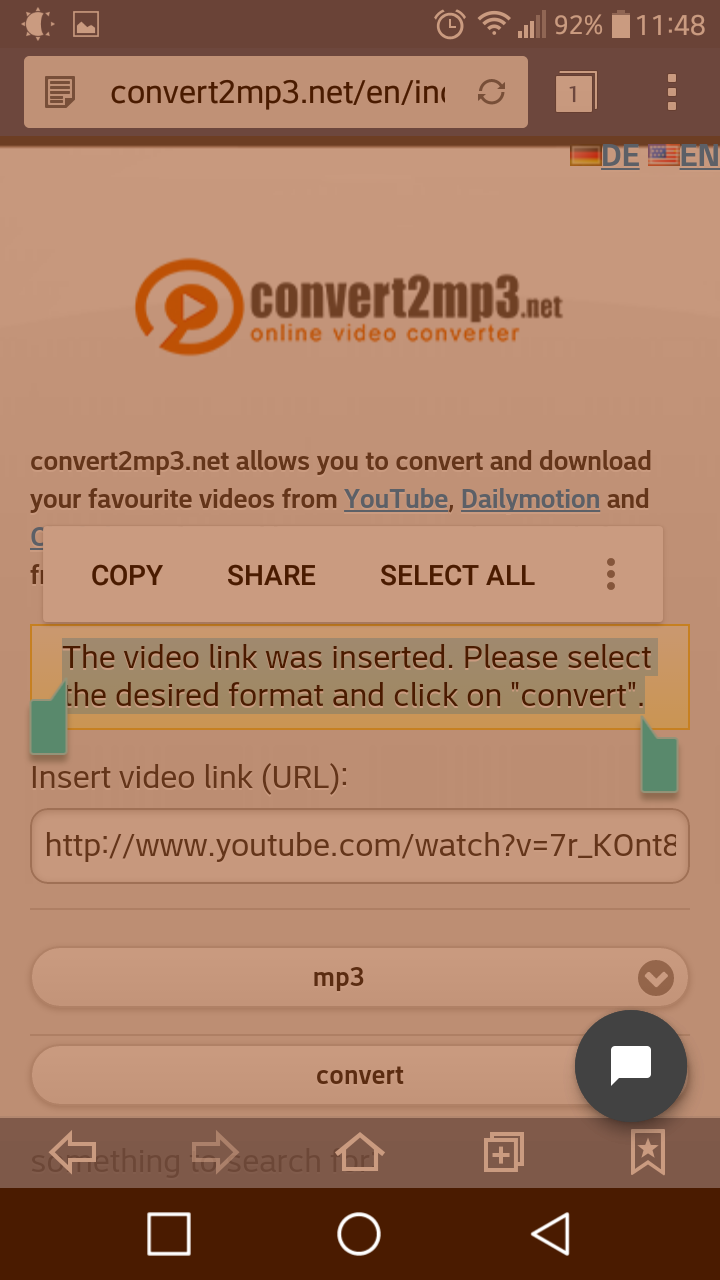 92% 11:48
convert2mp3.net/en/in
1
DE EN
convert2mp3.net
online video converter
convert2mp3.net allows you to convert and download
your favourite videos from YouTube, Dailymotion and
COPY SHARE SELECT ALL
The video link was inserted. Please select
the desired format and click on "convert".
Insert video link (URL):
http://www.youtube.com/watch?v=7r_KOnt8
mp3
convert
something to search for?